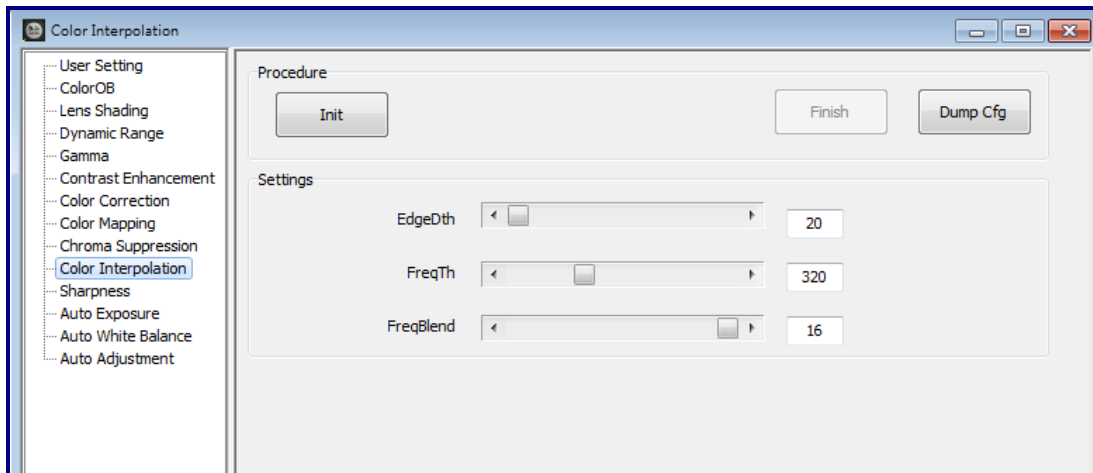 Color Interpolation
User Setting
ColorOB
Lens Shading
Dynamic Range
Gamma
Contrast Enhancement
Color Correction
Color Mapping
Chroma Suppression
Color Interpolation
Sharpness
Auto Exposure
Auto White Balance
Auto Adjustment
Procedure
Init
Finish
Dump Cfg
Settings
EdgeDth 20
FreqTh 320
FreqBlend 16